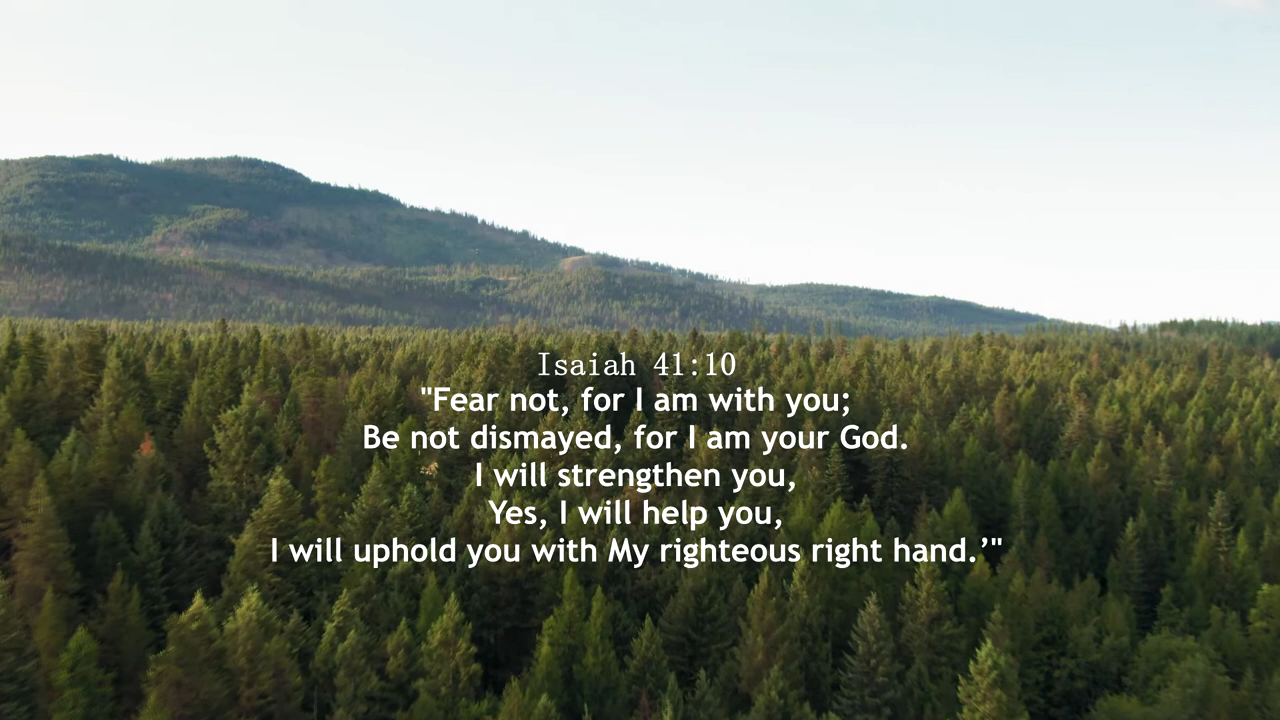 Isaiah 41:10
"Fear not, for I am with you;
Be not dismayed, for I am your God.
I will strengthen you,
Yes, I will help you,
I will uphold you with My righteous right hand.’"